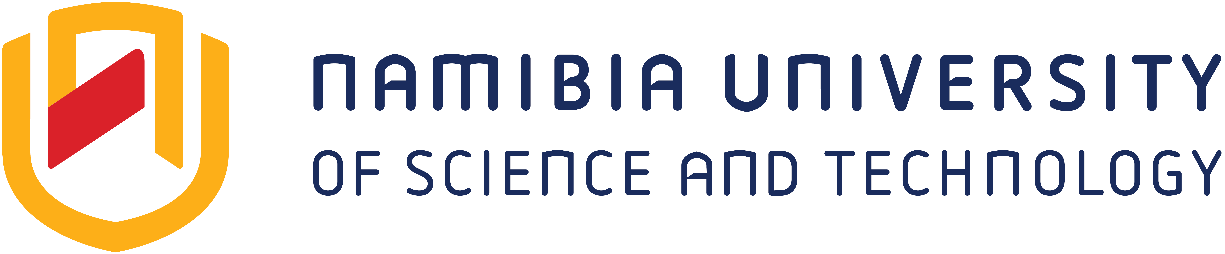 NAMIBIA UNIVERSITY
OF SCIENCE AND TECHNOLOGY